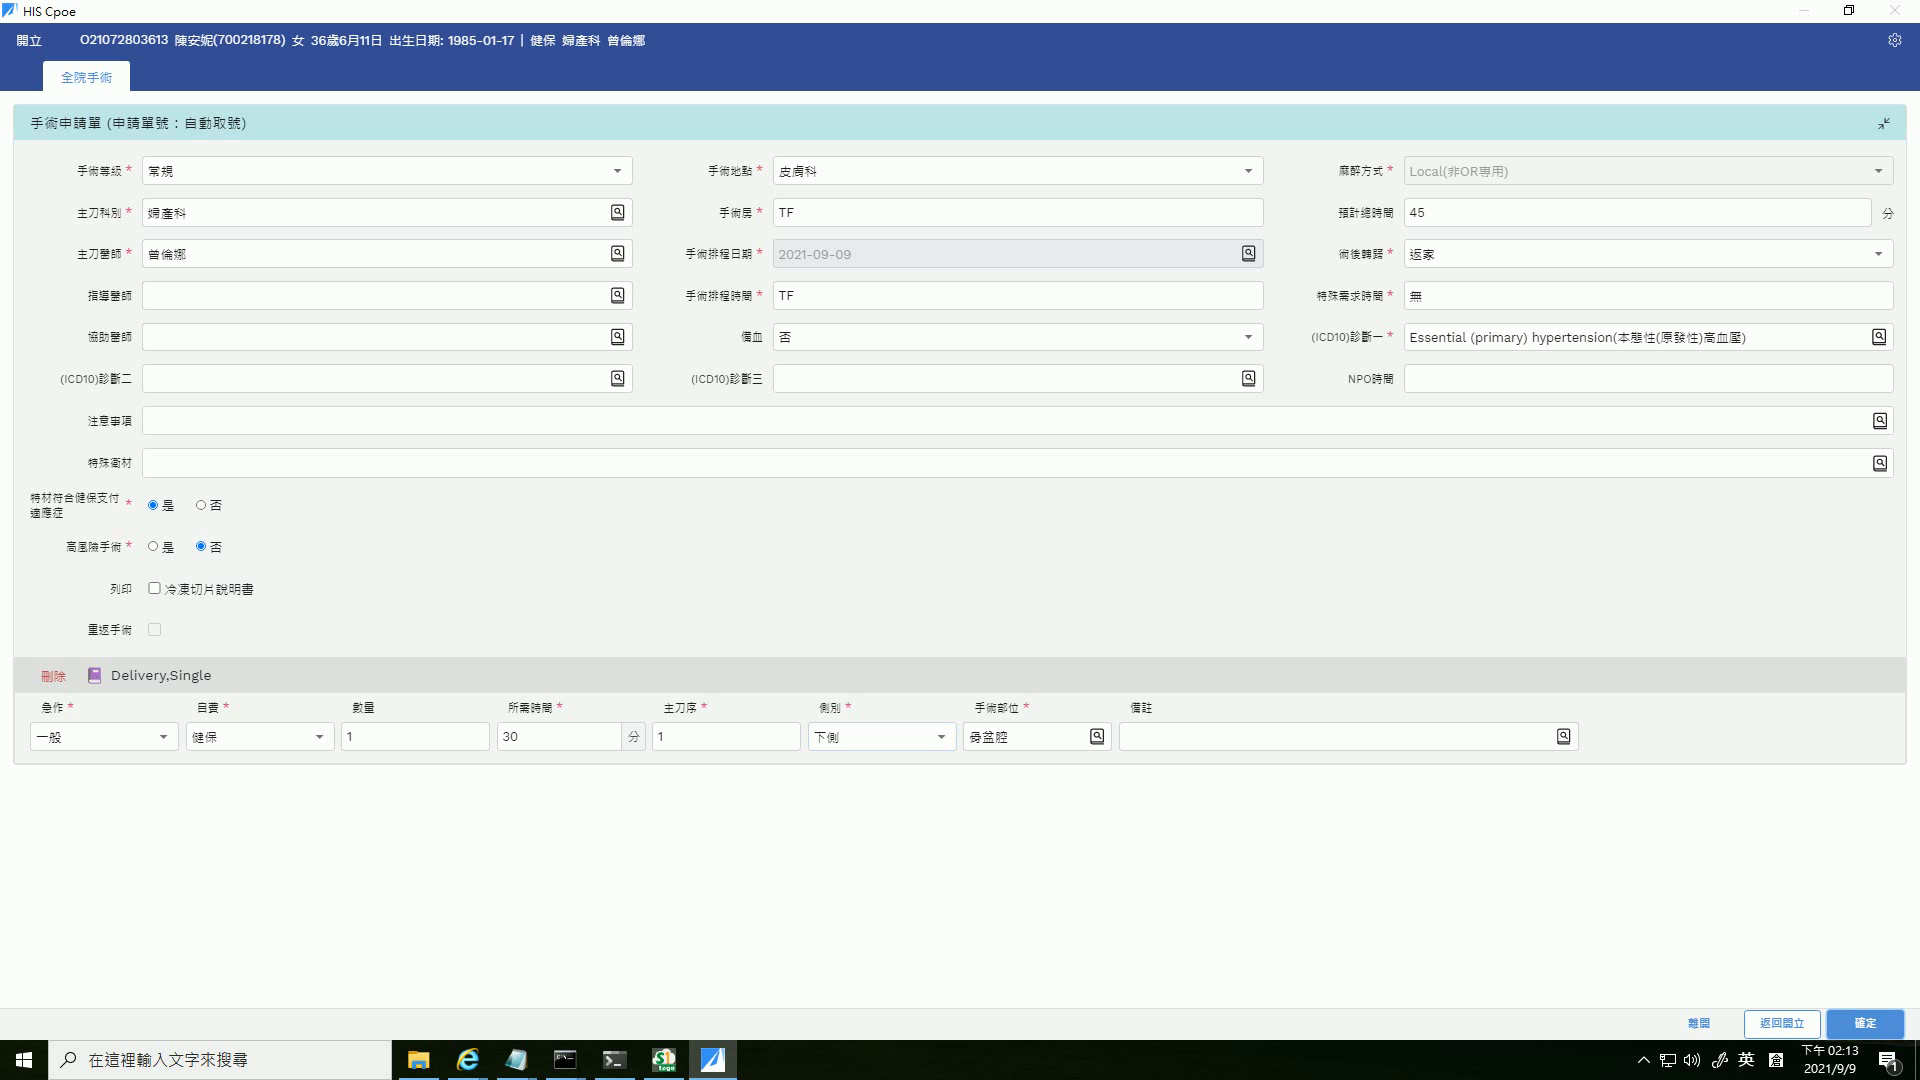 HIS Cpoe
開立 O21072803613 陳安妮(700218178) 女 36歲6月11日 出生日期: 1985-01-17 | 健保 婦產科 曾倫娜
全院手術
手術申請單 (申請單號：自動取號)
手術等級 * 常規 手術地點 * 皮膚科 麻醉方式 * Local(非OR專用)
主刀科別 * 婦產科 手術房 * TF 預計總時間 45 分
主刀醫師 * 曾倫娜 手術排程日期 * 2021-09-09 術後轉歸 * 返家
指導醫師 手術排程時間 * TF 特殊需求時間 * 無
協助醫師 備血 否 (ICD10)診斷一 * Essential (primary) hypertension(本態性(原發性)高血壓)
(ICD10)診斷二 (ICD10)診斷三 NPO時間
注意事項
特殊衛材
特材符合健保支付
適應症 * 是 否
高風險手術 * 是 否
列印 冷凍切片說明書
重返手術
刪除 Delivery,Single
急作 * 自費 * 數量 所需時間 * 主刀序 * 側別 * 手術部位 * 備註
一般 健保 1 30 分 1 下側 骨盆腔
離開 返回開立 確定
在這裡輸入文字來搜尋 英 下午 02:13
2021/9/9 1